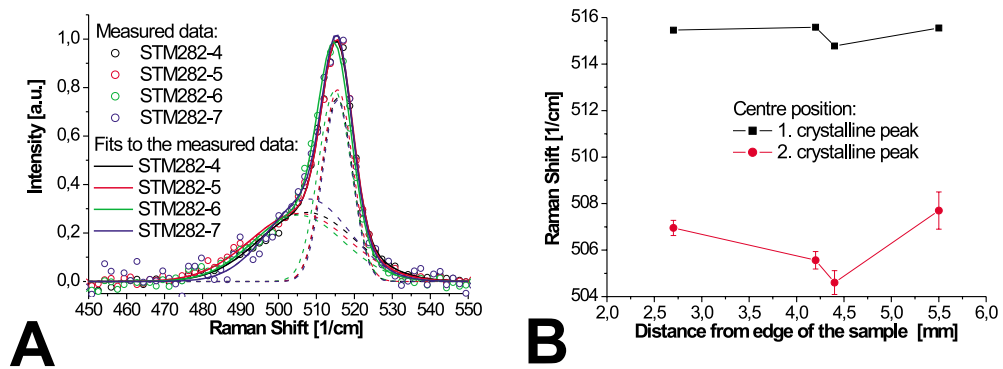 Measured data:
STM282-4
STM282-5
STM282-6
STM282-7
Fits to the measured data:
STM282-4
STM282-5
STM282-6
STM282-7
Intensity [a.u.]
1,0
0,8
0,6
0,4
0,2
0,0
450 460 470 480 490 500 510 520 530 540 550
Raman Shift [1/cm]
A
Raman Shift [1/cm]
516
514
512
510
508
506
504
Centre position:
1. crystalline peak
2. crystalline peak
2,0 2,5 3,0 3,5 4,0 4,5 5,0 5,5 6,0
Distance from edge of the sample [mm]
B